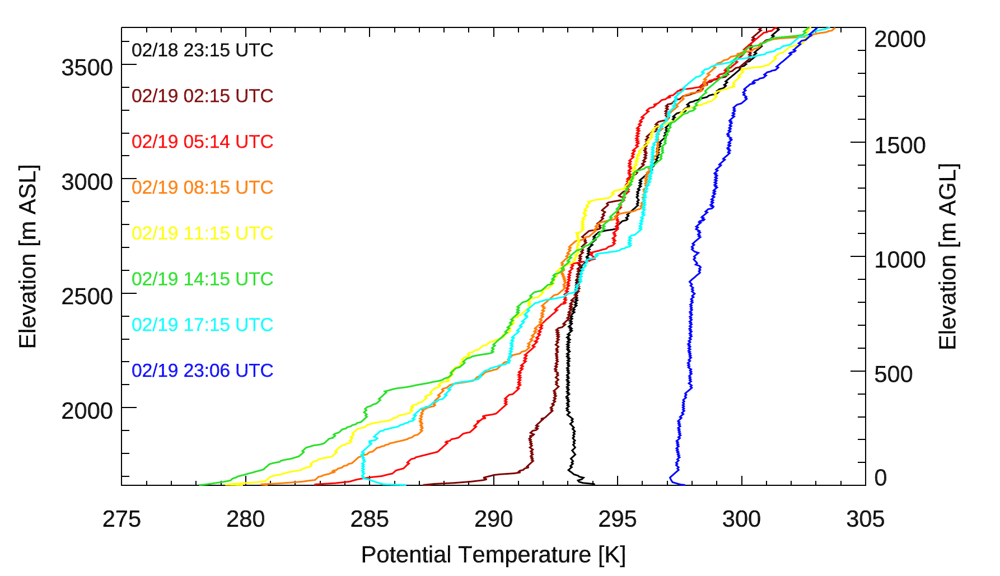 02/18 23:15 UTC
02/19 02:15 UTC
02/19 05:14 UTC
02/19 08:15 UTC
02/19 11:15 UTC
02/19 14:15 UTC
02/19 17:15 UTC
02/19 23:06 UTC
Elevation [m ASL]
3500
3000
2500
2000
2000
1500
1000
500
0
Elevation [m AGL]
275 280 285 290 295 300 305
Potential Temperature [K]